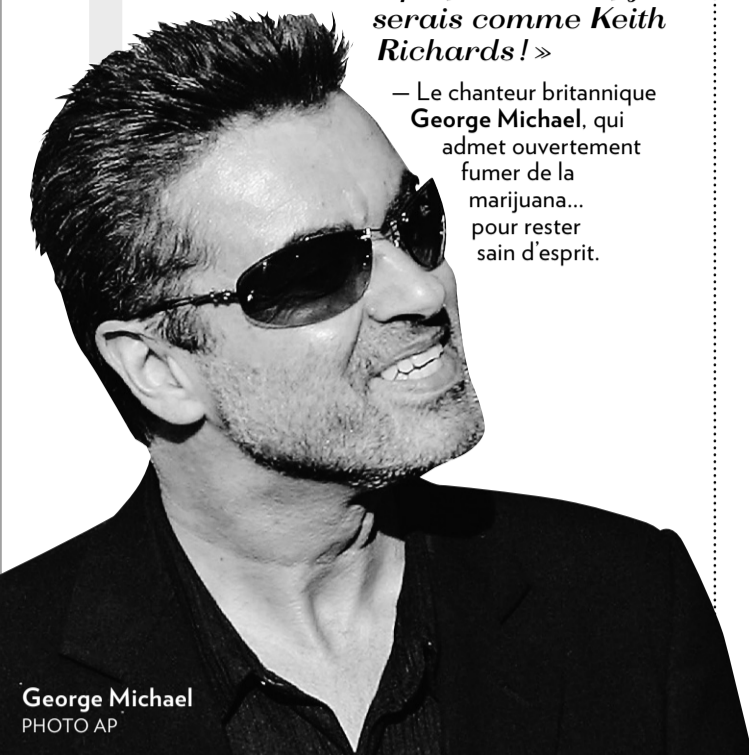 serais comme Keith
Richards ! »
— Le chanteur britannique
George Michael, qui
admet ouvertement
fumer de la
marijuana...
pour rester
sain d'esprit.
George Michael
PHOTO AP